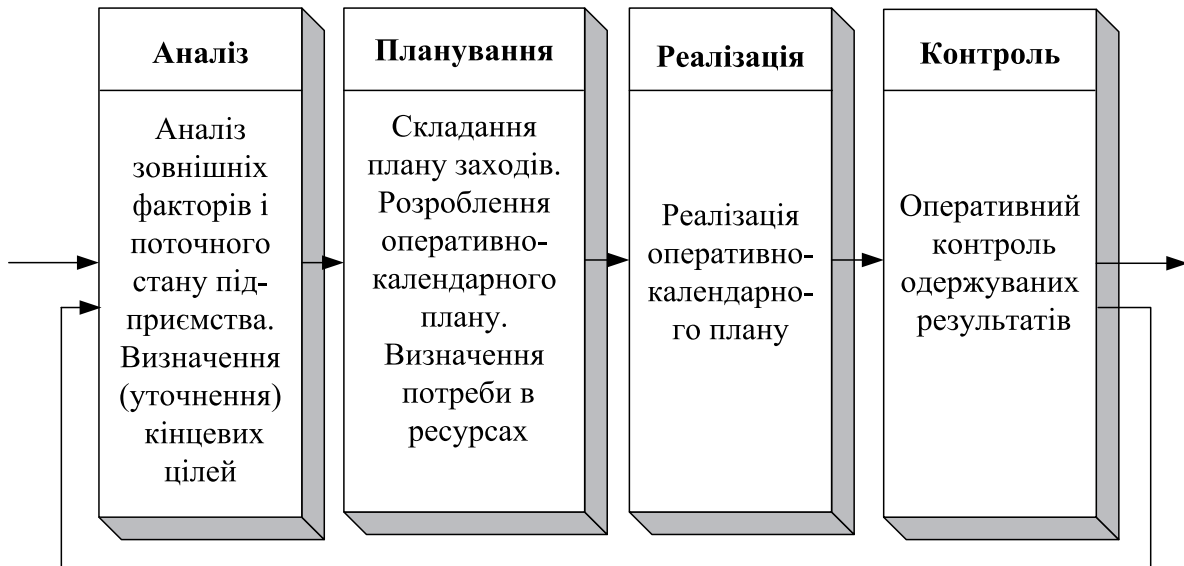 Аналіз
Аналіз
зовнішніх
факторів і
поточного
стану під-
приємства.
Визначення
(уточнення)
кінцевих
цілей
Планування
Складання
плану заходів.
Розроблення
оперативно-
календарного
плану.
Визначення
потреби в
ресурсах
Реалізація
Реалізація
оперативно-
календарно-
го плану
Контроль
Оперативний
контроль
одержуваних
результатів